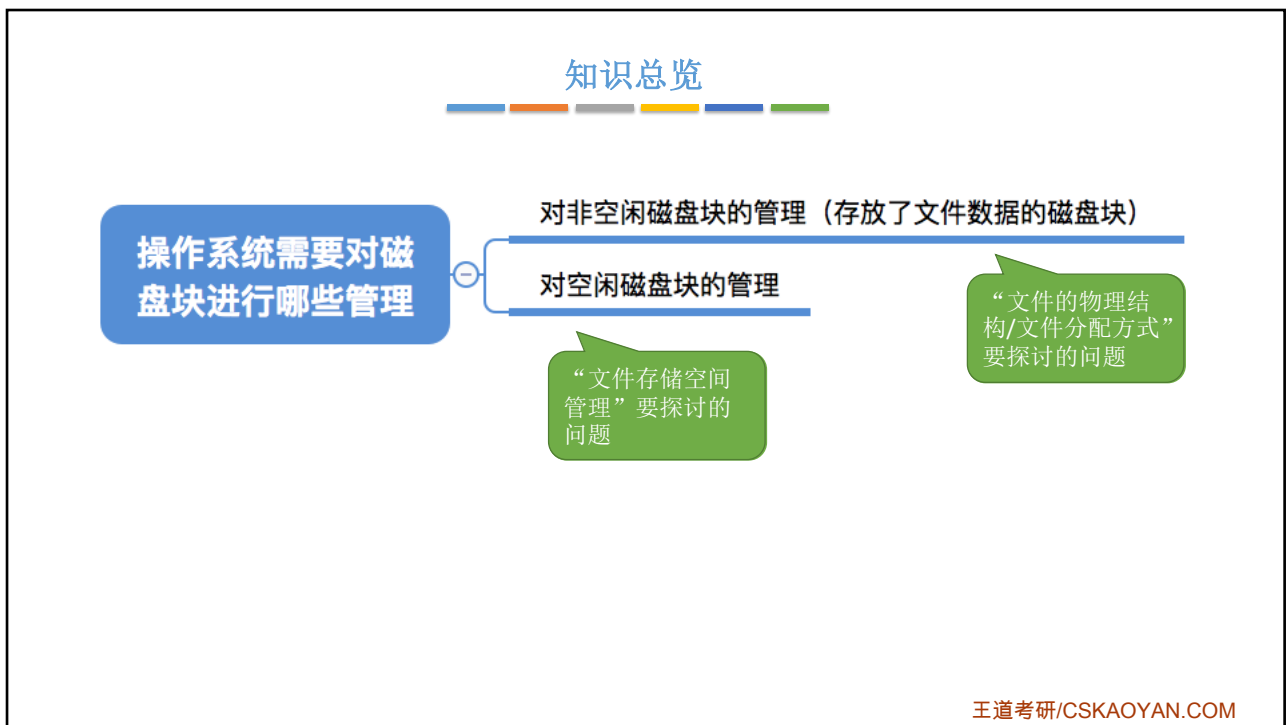 知识总览
操作系统需要对磁
盘块进行哪些管理
对非空闲磁盘块的管理（存放了文件数据的磁盘块）
对空闲磁盘块的管理
“文件的物理结
构/文件分配方式”
要探讨的问题
“文件存储空间
管理”要探讨的
问题
王道考研/CSKAOYAN.COM